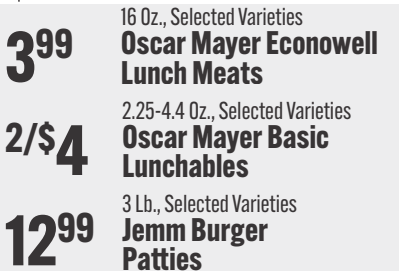 16 Oz., Selected Varieties
3⁹⁹ Oscar Mayer Econowell
Lunch Meats
2.25-4.4 Oz., Selected Varieties
2/$4 Oscar Mayer Basic
Lunchables
3 Lb., Selected Varieties
12⁹⁹ Jemm Burger
Patties